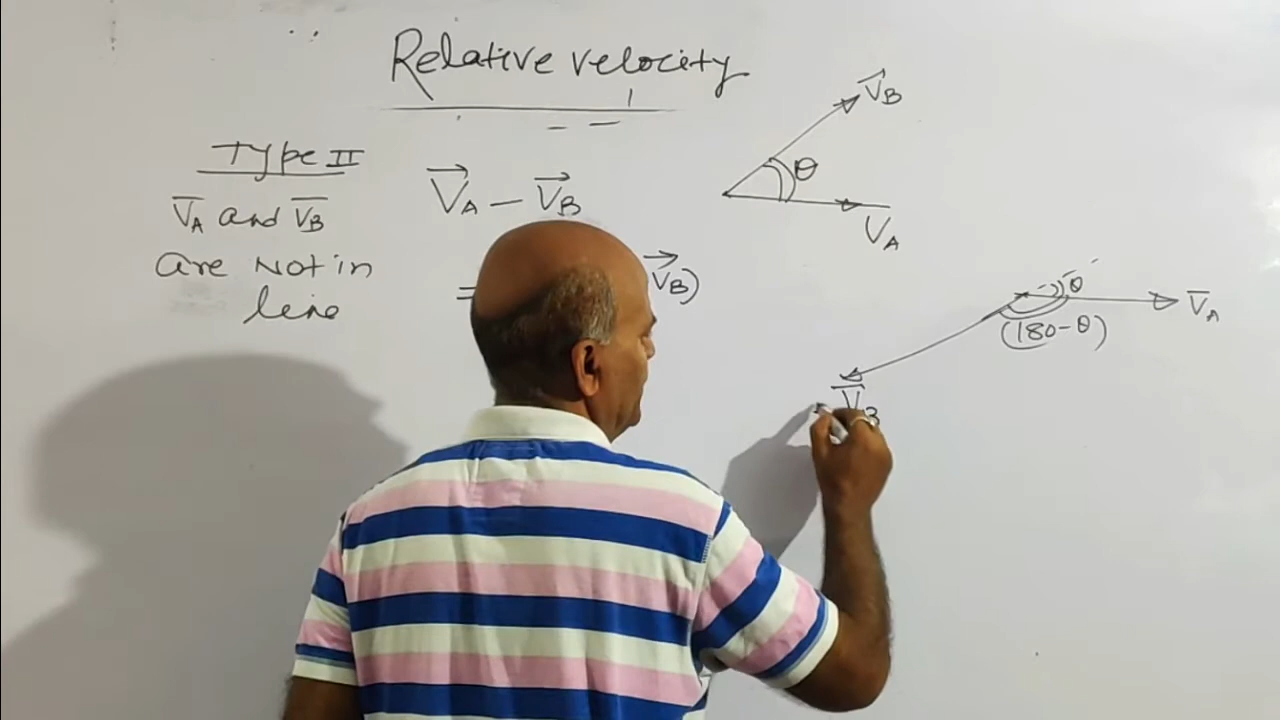 Relative velocity
Type II
V̅A and V̅B
are Not in
line
V⃗A – V⃗B
= V⃗B)
V⃗B
θ
VA
θ
V̅A
(180-θ)
V̅B